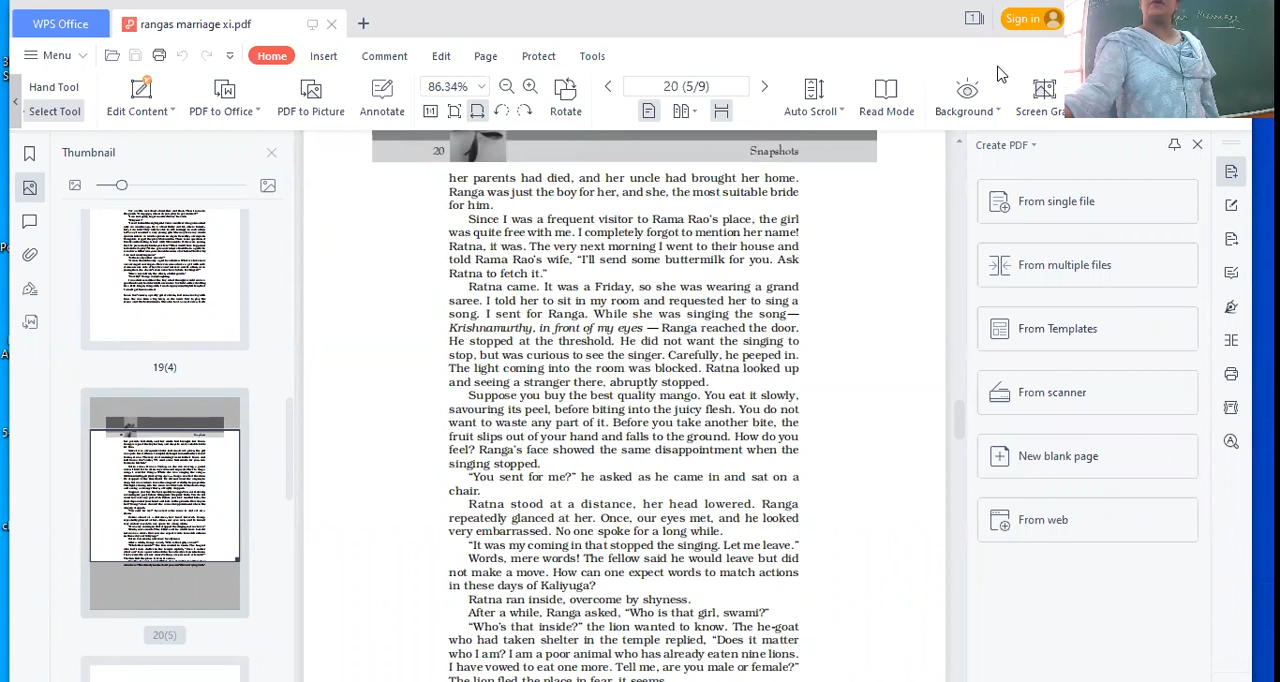 WPS Office
rangas marriage xi.pdf
Sign in
Menu
Home
Insert
Comment
Edit
Page
Protect
Tools
Hand Tool
Select Tool
Edit Content
PDF to Office
PDF to Picture
Annotate
86.34%
Rotate
20 (5/9)
Auto Scroll
Read Mode
Background
Screen Gra
Thumbnail
19(4)
20(5)
20 Snapshots
her parents had died, and her uncle had brought her home.
Ranga was just the boy for her, and she, the most suitable bride
for him.
Since I was a frequent visitor to Rama Rao's place, the girl
was quite free with me. I completely forgot to mention her name!
Ratna, it was. The very next morning I went to their house and
told Rama Rao's wife, “I'll send some buttermilk for you. Ask
Ratna to fetch it.”
Ratna came. It was a Friday, so she was wearing a grand
saree. I told her to sit in my room and requested her to sing a
song. I sent for Ranga. While she was singing the song—
Krishnamurthy, in front of my eyes — Ranga reached the door.
He stopped at the threshold. He did not want the singing to
stop, but was curious to see the singer. Carefully, he peeped in.
The light coming into the room was blocked. Ratna looked up
and seeing a stranger there, abruptly stopped.
Suppose you buy the best quality mango. You eat it slowly,
savouring its peel, before biting into the juicy flesh. You do not
want to waste any part of it. Before you take another bite, the
fruit slips out of your hand and falls to the ground. How do you
feel? Ranga's face showed the same disappointment when the
singing stopped.
“You sent for me?” he asked as he came in and sat on a
chair.
Ratna stood at a distance, her head lowered. Ranga
repeatedly glanced at her. Once, our eyes met, and he looked
very embarrassed. No one spoke for a long while.
“It was my coming in that stopped the singing. Let me leave.”
Words, mere words! The fellow said he would leave but did
not make a move. How can one expect words to match actions
in these days of Kaliyuga?
Ratna ran inside, overcome by shyness.
After a while, Ranga asked, “Who is that girl, swami?”
“Who's that inside?” the lion wanted to know. The he-goat
who had taken shelter in the temple replied, “Does it matter
who I am? I am a poor animal who has already eaten nine lions.
I have vowed to eat one more. Tell me, are you male or female?”
The lion fled the place in fear, it seems.
Create PDF
From single file
From multiple files
From Templates
From scanner
New blank page
From web